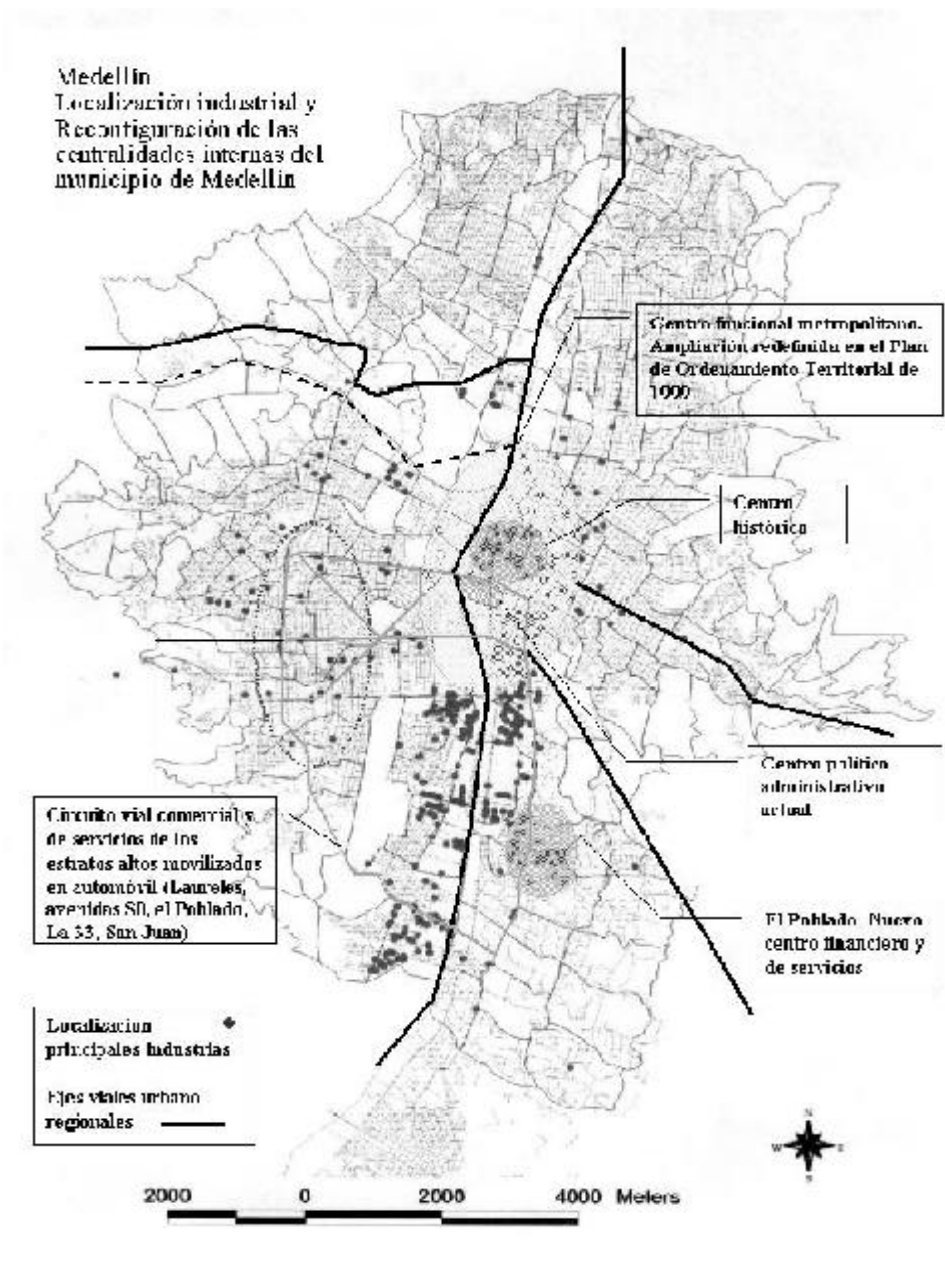 Medellín
Localización industrial y
Reconfiguración de las
centralidades internas del
municipio de Medellín
Centro funcional metropolitano.
Ampliación redefinida en el Plan
de Ordenamiento Territorial de
Centro
histórico
Centro político
administrativo
actual
Circuito vial comercial y
de servicios de los
estratos altos movilizados
en automóvil (Laureles,
avenidas 80, el Poblado,
La 33, San Juan)
El Poblado. Nuevo
centro financiero y
de servicios
Localizacion
principales industrias
Ejes viales urbano
regionales
N
W
E
S
2000 0 2000 4000 Meters